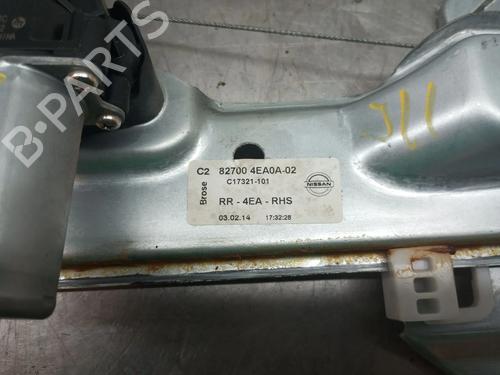 C2 82700 4EA0A-02
Brose
C17321-101
NISSAN
RR - 4EA - RHS
03.02.14 17:32:28
B-PARTS